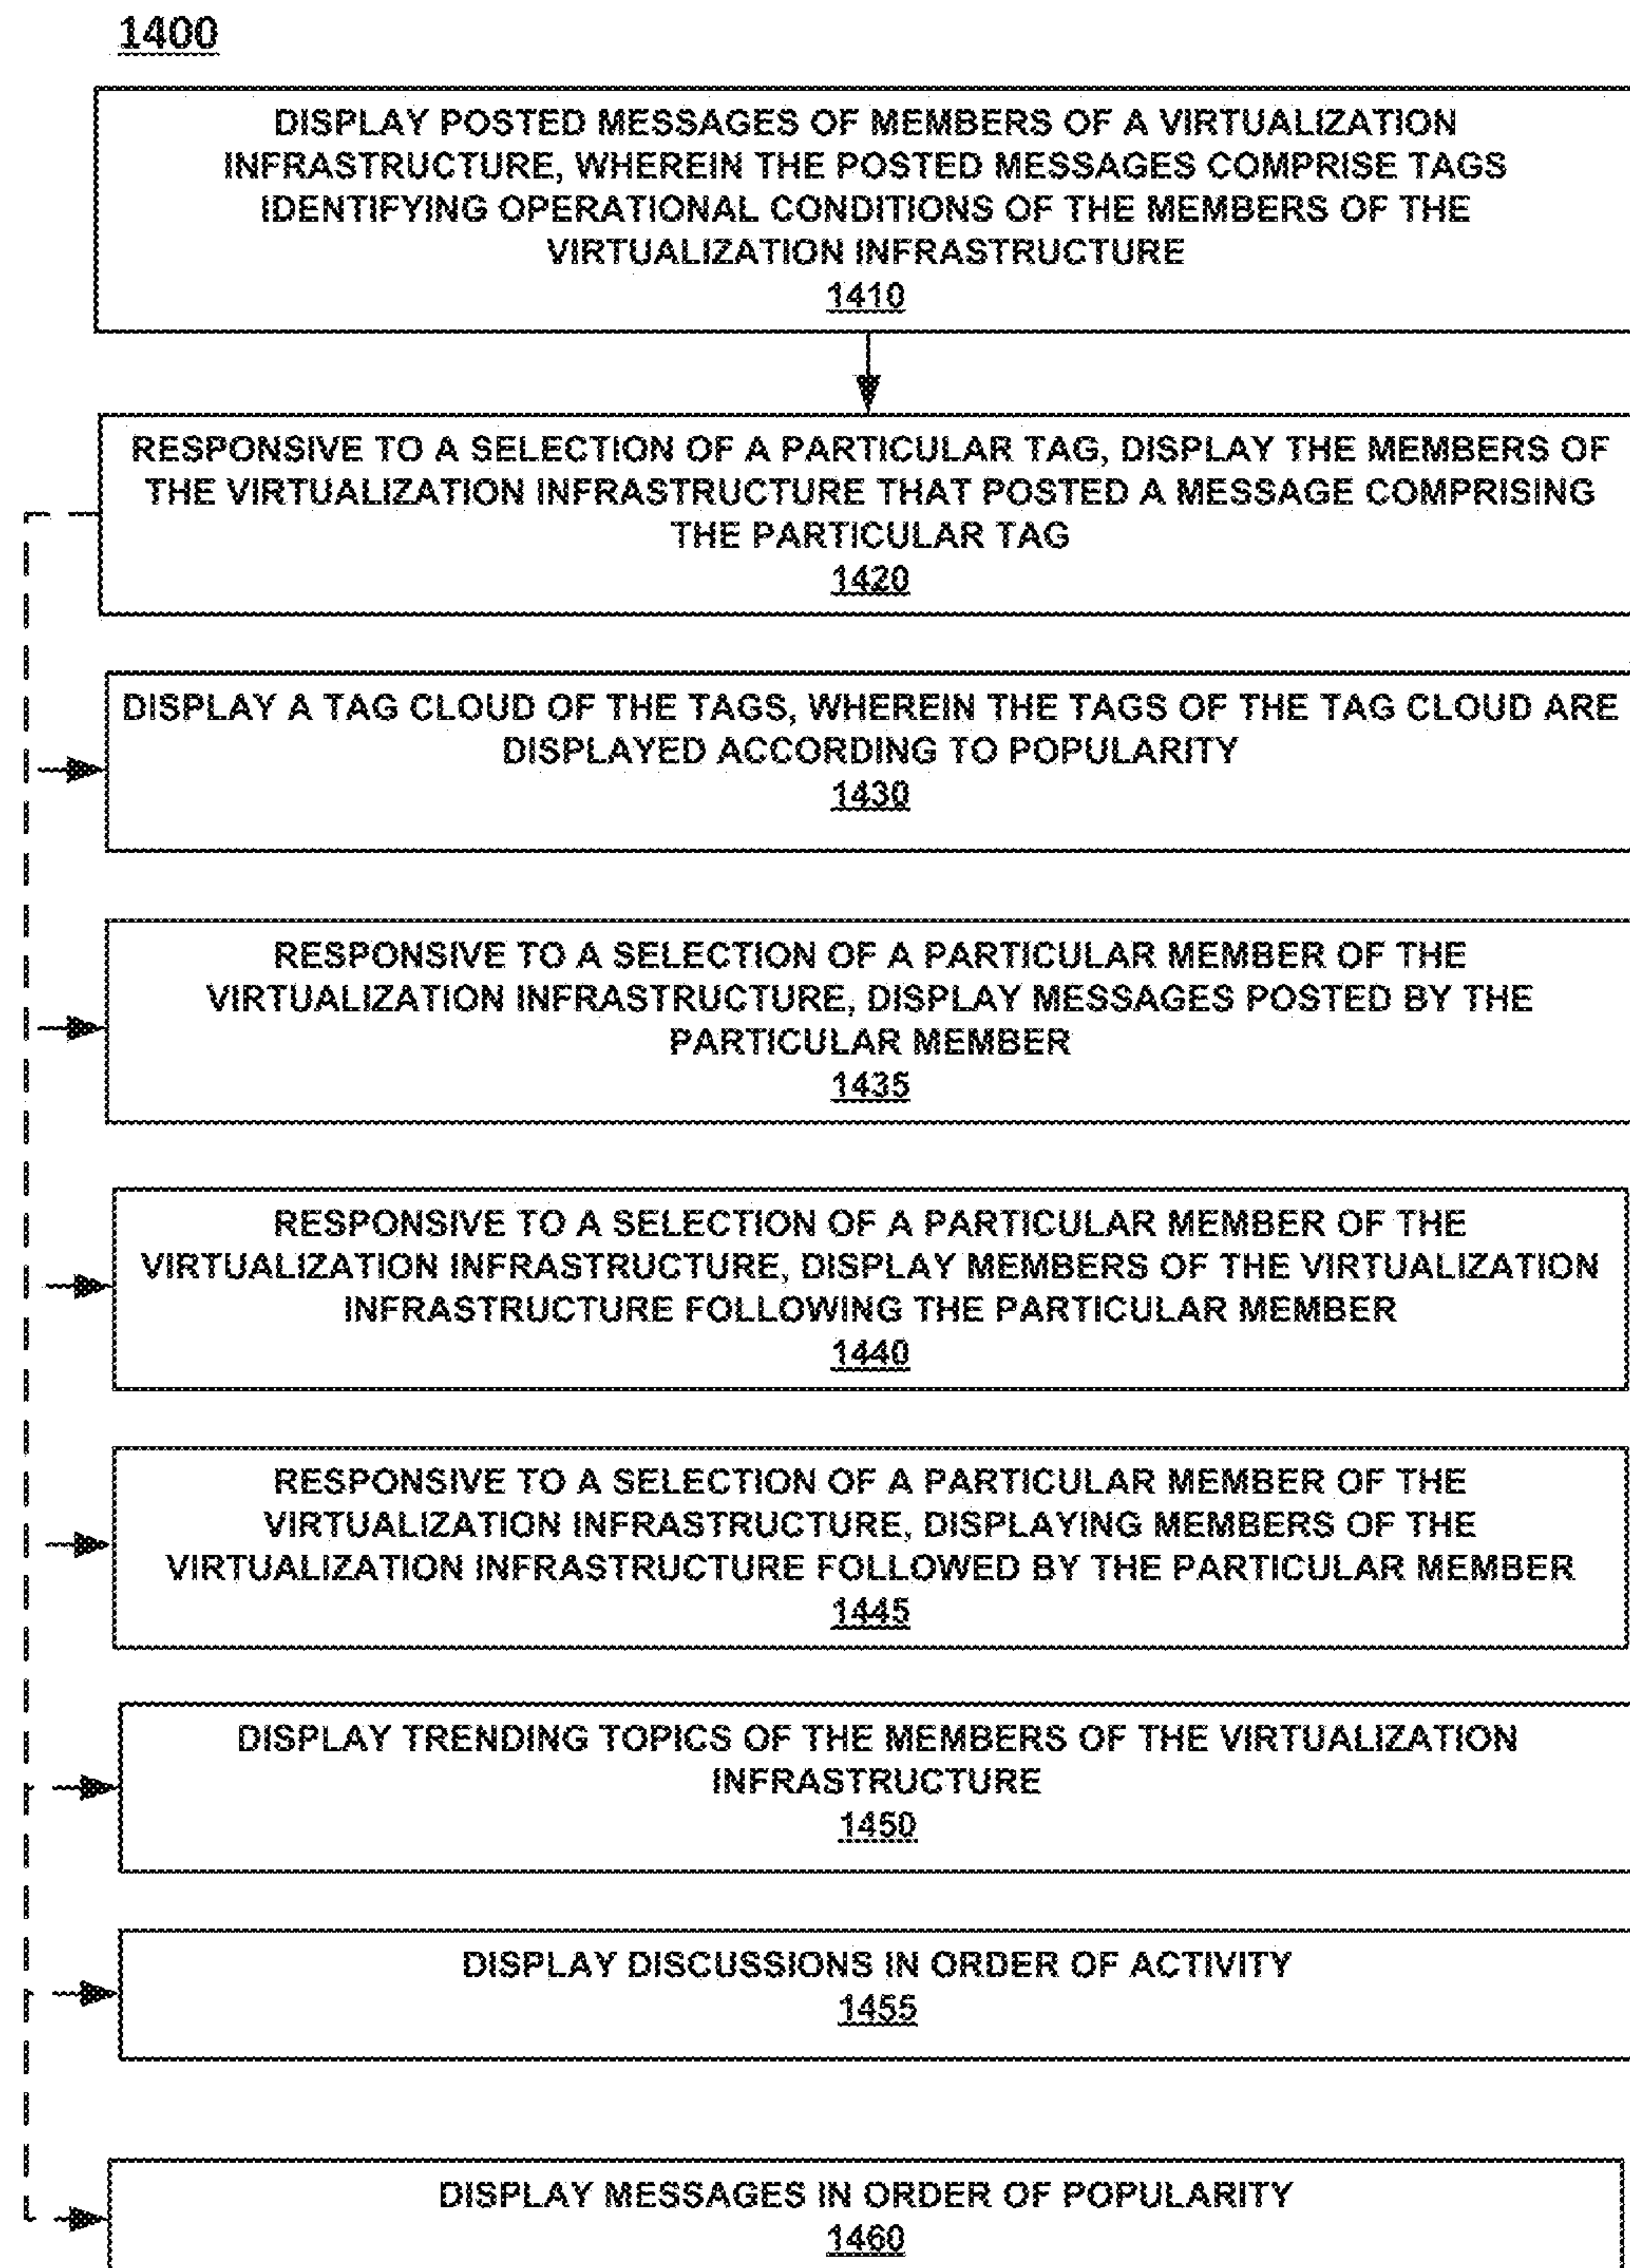 1400
DISPLAY POSTED MESSAGES OF MEMBERS OF A VIRTUALIZATION
INFRASTRUCTURE, WHEREIN THE POSTED MESSAGES COMPRISE TAGS
IDENTIFYING OPERATIONAL CONDITIONS OF THE MEMBERS OF THE
VIRTUALIZATION INFRASTRUCTURE
1410
RESPONSIVE TO A SELECTION OF A PARTICULAR TAG, DISPLAY THE MEMBERS OF
THE VIRTUALIZATION INFRASTRUCTURE THAT POSTED A MESSAGE COMPRISING
THE PARTICULAR TAG
1420
DISPLAY A TAG CLOUD OF THE TAGS, WHEREIN THE TAGS OF THE TAG CLOUD ARE
DISPLAYED ACCORDING TO POPULARITY
1430
RESPONSIVE TO A SELECTION OF A PARTICULAR MEMBER OF THE
VIRTUALIZATION INFRASTRUCTURE, DISPLAY MESSAGES POSTED BY THE
PARTICULAR MEMBER
1435
RESPONSIVE TO A SELECTION OF A PARTICULAR MEMBER OF THE
VIRTUALIZATION INFRASTRUCTURE, DISPLAY MEMBERS OF THE VIRTUALIZATION
INFRASTRUCTURE FOLLOWING THE PARTICULAR MEMBER
1440
RESPONSIVE TO A SELECTION OF A PARTICULAR MEMBER OF THE
VIRTUALIZATION INFRASTRUCTURE, DISPLAYING MEMBERS OF THE
VIRTUALIZATION INFRASTRUCTURE FOLLOWED BY THE PARTICULAR MEMBER
1445
DISPLAY TRENDING TOPICS OF THE MEMBERS OF THE VIRTUALIZATION
INFRASTRUCTURE
1450
DISPLAY DISCUSSIONS IN ORDER OF ACTIVITY
1455
DISPLAY MESSAGES IN ORDER OF POPULARITY
1460